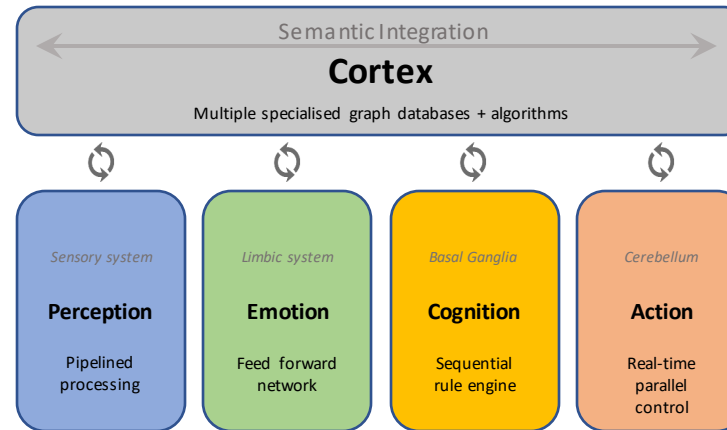 Semantic Integration
Cortex
Multiple specialised graph databases + algorithms
Sensory system
Perception
Pipelined
processing
Limbic system
Emotion
Feed forward
network
Basal Ganglia
Cognition
Sequential
rule engine
Cerebellum
Action
Real-time
parallel
control